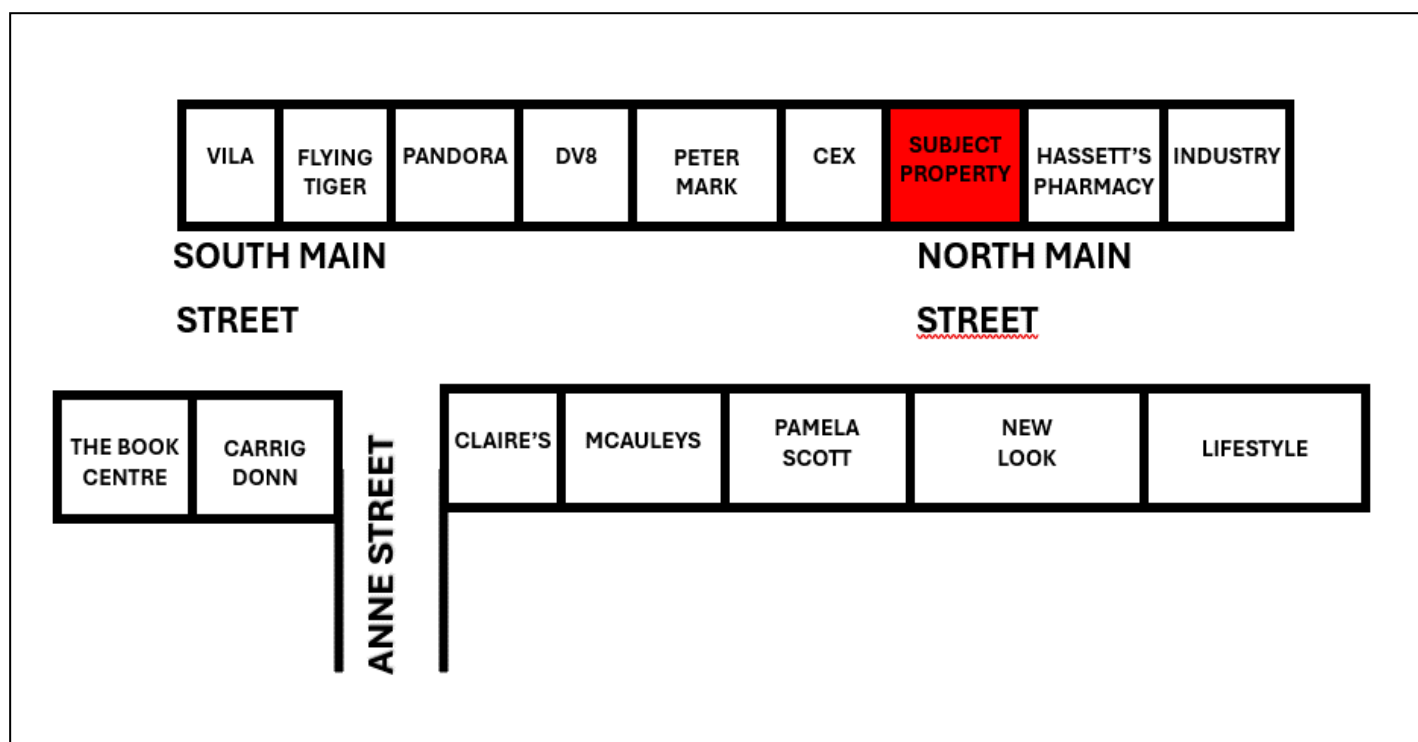 VILA
FLYING
TIGER
PANDORA
DV8
PETER
MARK
CEX
SUBJECT
PROPERTY
HASSETT’S
PHARMACY
INDUSTRY
SOUTH MAIN
STREET
NORTH MAIN
STREET
THE BOOK
CENTRE
CARRIG
DONN
ANNE STREET
CLAIRE’S
MCAULEYS
PAMELA
SCOTT
NEW
LOOK
LIFESTYLE